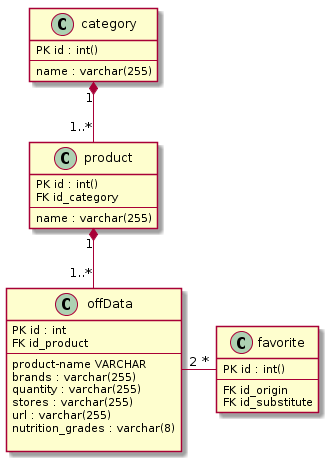 C category
PK id : int()
name : varchar(255)
1
1..*
C product
PK id : int()
FK id_category
name : varchar(255)
1
1..*
C offData
PK id : int
FK id_product
product-name VARCHAR
brands : varchar(255)
quantity : varchar(255)
stores : varchar(255)
url : varchar(255)
nutrition_grades : varchar(8)
2 *
C favorite
PK id : int()
FK id_origin
FK id_substitute